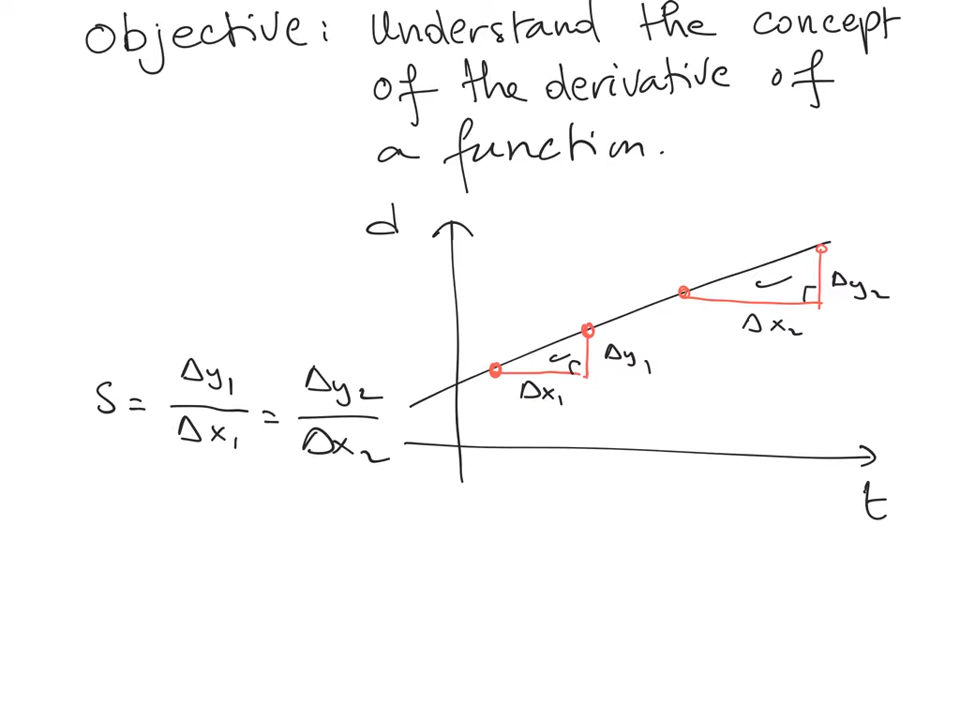 Objective: Understand the concept
of the derivative of
a function.
d
Δy₂
Δx₂
Δy₁
Δx₁
S = Δy₁/Δx₁ = Δy₂/Δx₂
t